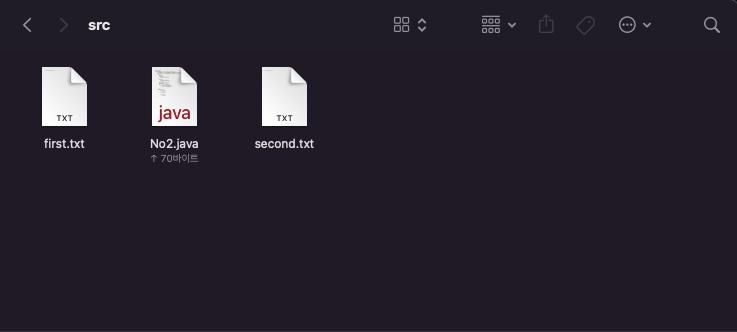 src
TXT
java
TXT
first.txt
No2.java
second.txt
↑ 70바이트